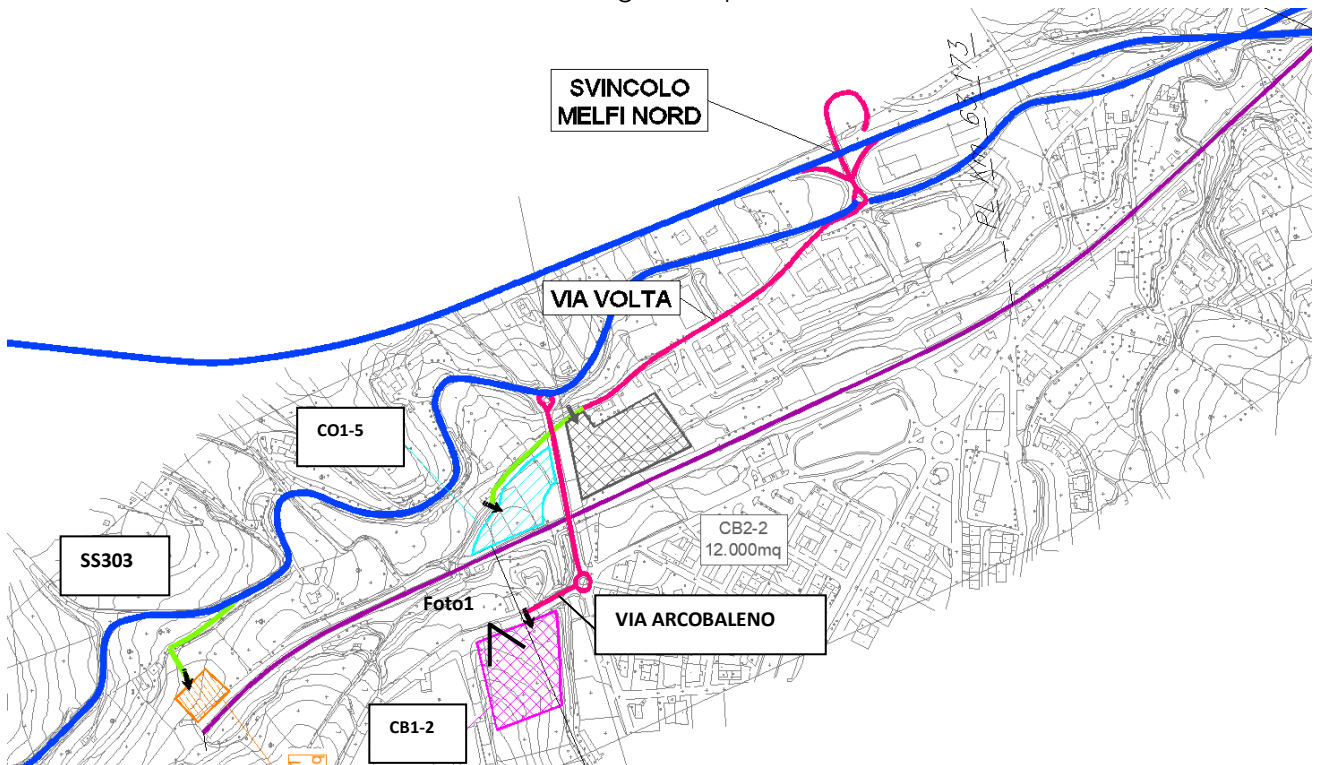 SVINCOLO
MELFI NORD
VIA VOLTA
CO1-5
SS303
CB2-2
12.000mq
Foto1
VIA ARCOBALENO
CB1-2